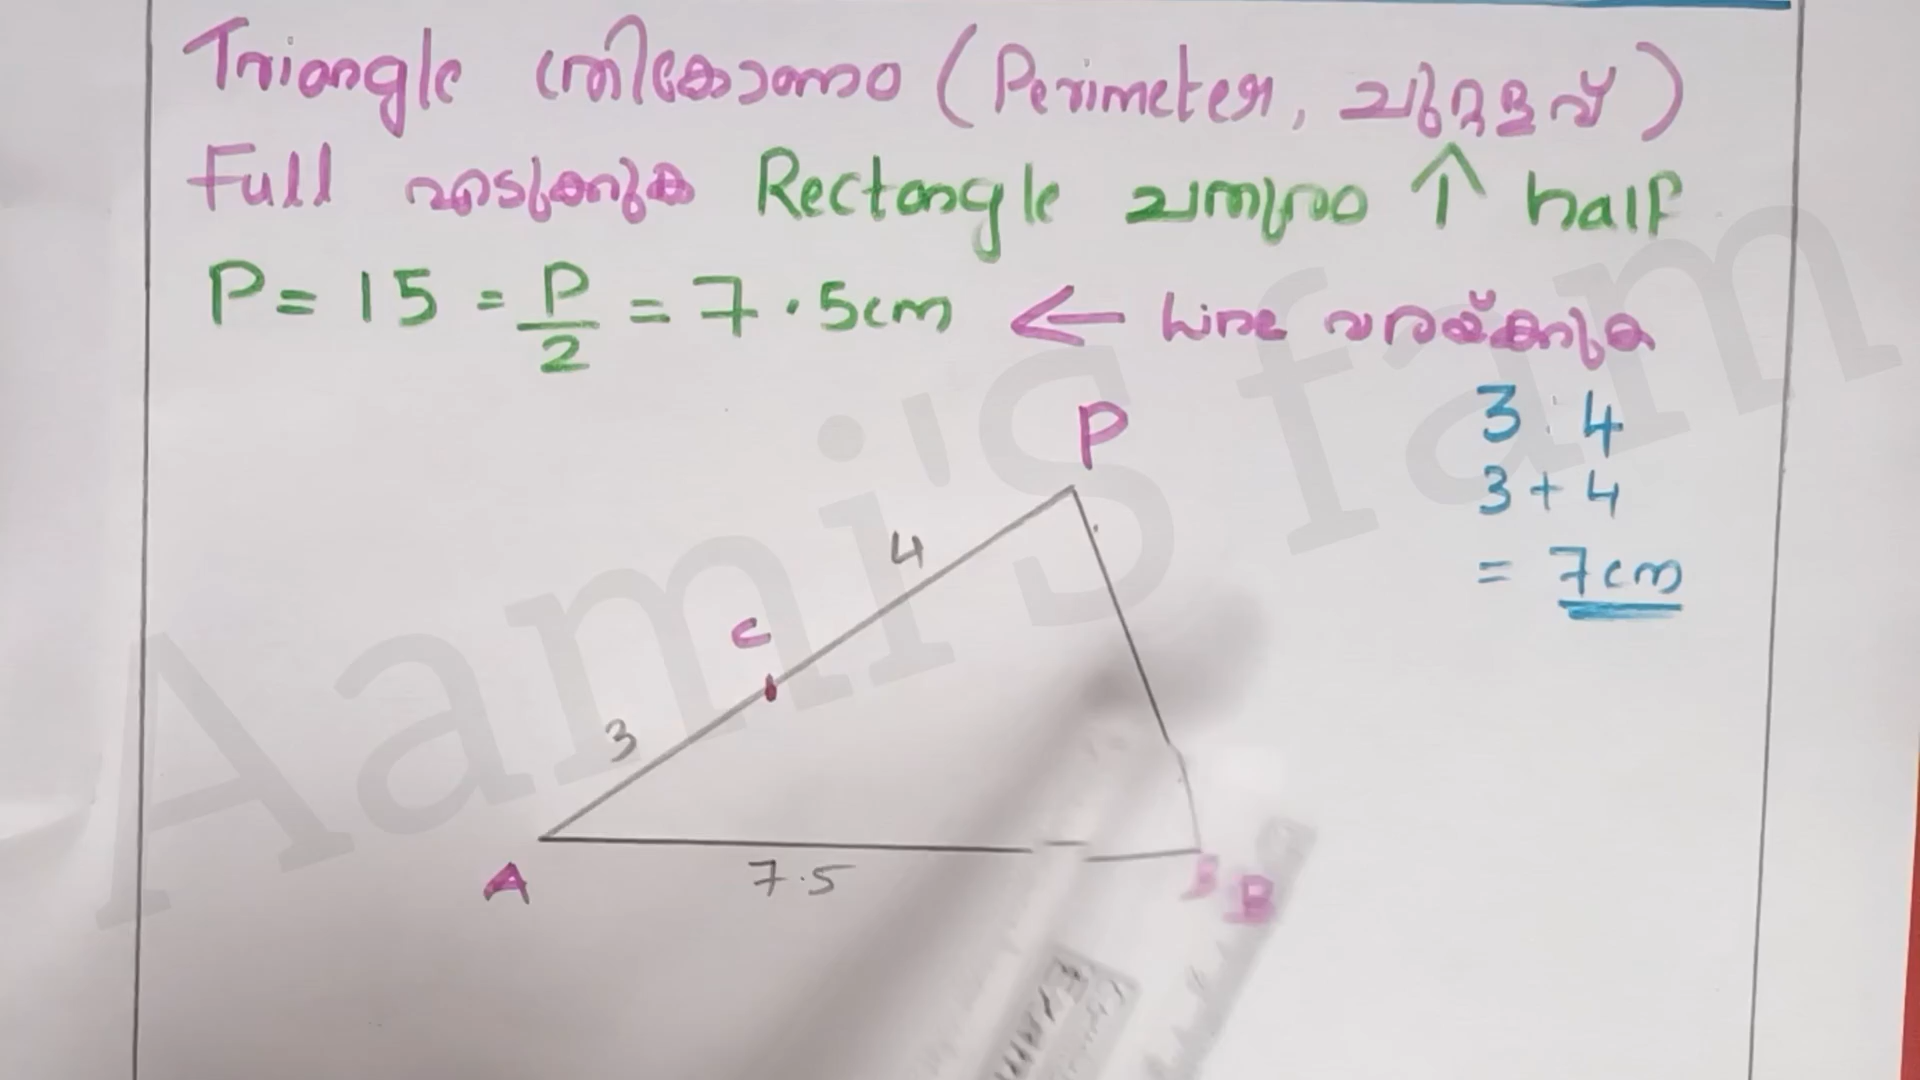 Triangle ത്രികോണം (Perimeter, ചുറ്റളവ്)
Full വരയ്ക്കുക Rectangle ചതുരം ↑ half
P = 15 = P/2 = 7.5cm ← Line വരയ്ക്കുക
3 : 4
3 + 4
= 7cm
P
4
C
3
A
7.5
B
Aami'S fam